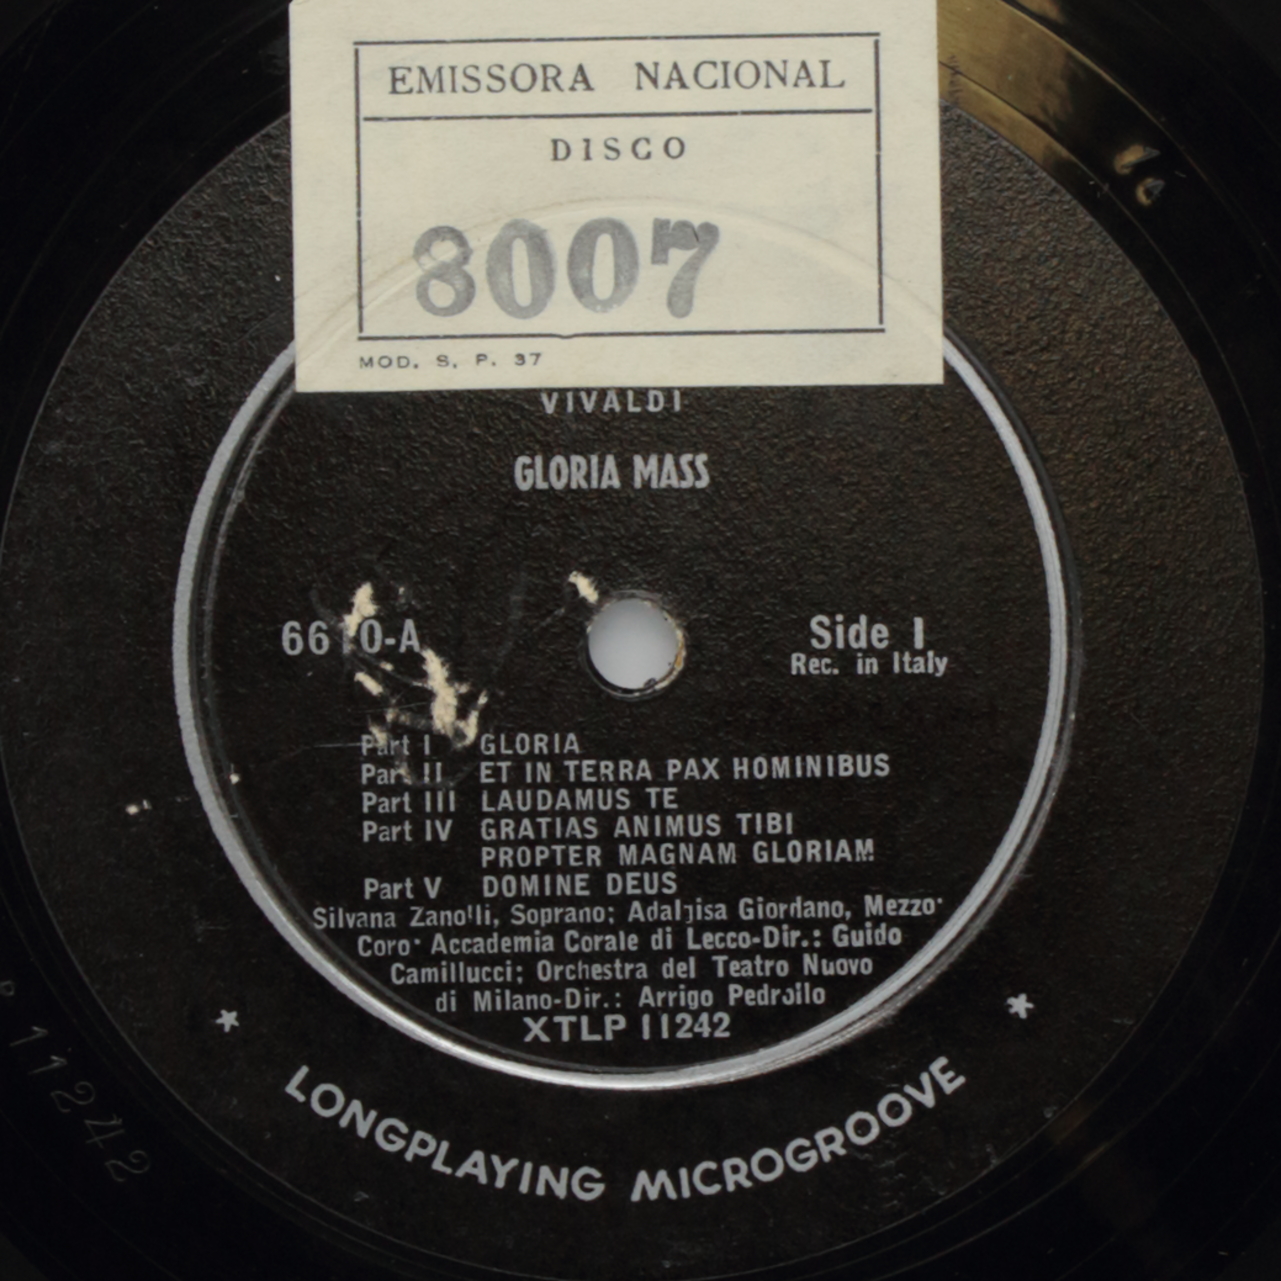 EMISSORA NACIONAL
DISCO
8007
MOD. S. P. 37
VIVALDI
GLORIA MASS
Side 1
Rec. in Italy
Part I GLORIA
Part II ET IN TERRA PAX HOMINIBUS
Part III LAUDAMUS TE
Part IV GRATIAS ANIMUS TIBI
PROPTER MAGNAM GLORIAM
Part V DOMINE DEUS
Silvana Zanolli, Soprano; Adalgisa Giordano, Mezzo·
Coro· Accademia Corale di Lecco-Dir.: Guido
Camillucci; Orchestra del Teatro Nuovo
di Milano-Dir.: Arrigo Pedrollo
XTLP 11242
LONGPLAYING MICROGROOVE
P 11242